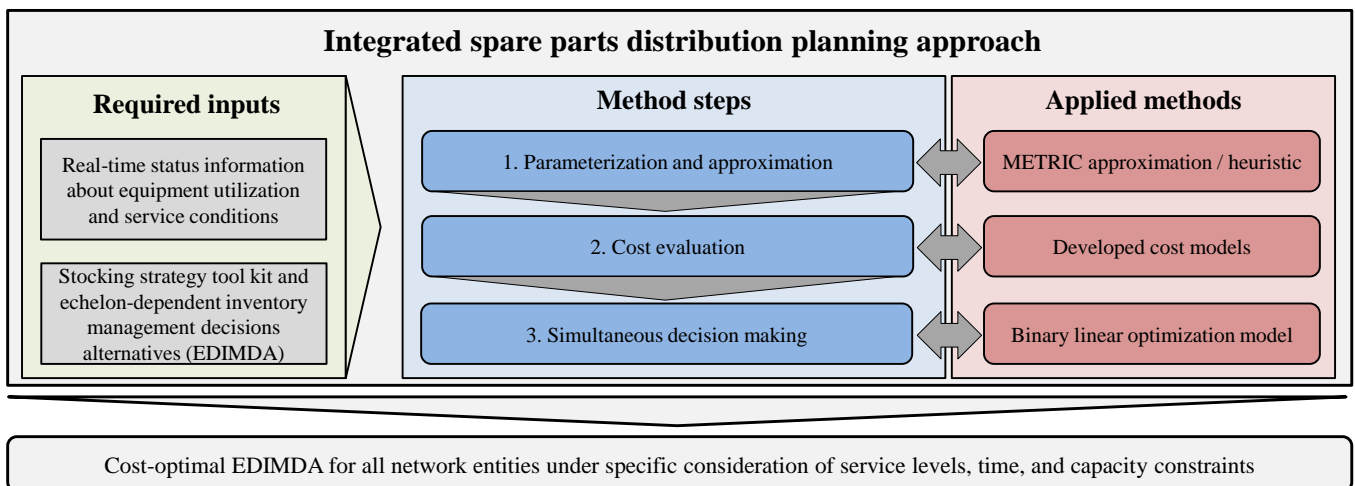 Integrated spare parts distribution planning approach
Required inputs
Real-time status information
about equipment utilization
and service conditions
Stocking strategy tool kit and
echelon-dependent inventory
management decisions
alternatives (EDIMDA)
Method steps
1. Parameterization and approximation
2. Cost evaluation
3. Simultaneous decision making
Applied methods
METRIC approximation / heuristic
Developed cost models
Binary linear optimization model
Cost-optimal EDIMDA for all network entities under specific consideration of service levels, time, and capacity constraints